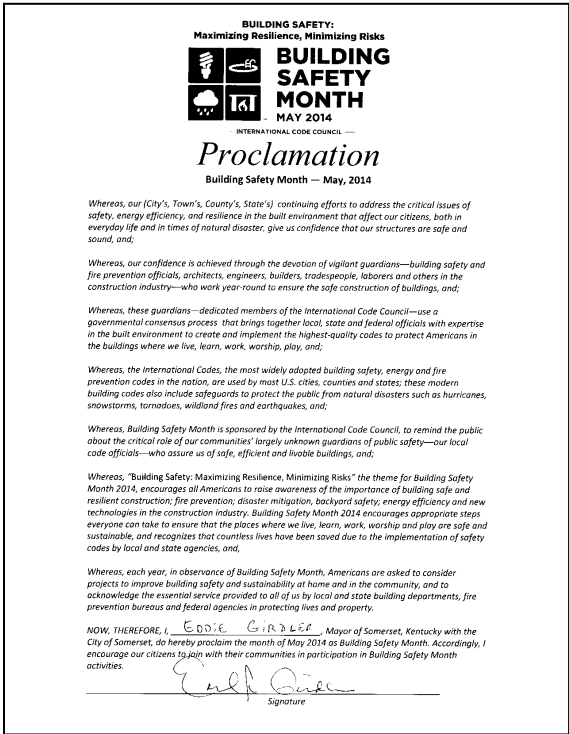 BUILDING SAFETY:
Maximizing Resilience, Minimizing Risks
BUILDING
SAFETY
MONTH
MAY 2014
INTERNATIONAL CODE COUNCIL
Proclamation
Building Safety Month — May, 2014
Whereas, our (City's, Town's, County's, State's) continuing efforts to address the critical issues of
safety, energy efficiency, and resilience in the built environment that affect our citizens, both in
everyday life and in times of natural disaster, give us confidence that our structures are safe and
sound, and;
Whereas, our confidence is achieved through the devotion of vigilant guardians—building safety and
fire prevention officials, architects, engineers, builders, tradespeople, laborers and others in the
construction industry—who work year-round to ensure the safe construction of buildings, and;
Whereas, these guardians—dedicated members of the International Code Council—use a
governmental consensus process that brings together local, state and federal officials with expertise
in the built environment to create and implement the highest-quality codes to protect Americans in
the buildings where we live, learn, work, worship, play, and;
Whereas, the International Codes, the most widely adopted building safety, energy and fire
prevention codes in the nation, are used by most U.S. cities, counties and states; these modern
building codes also include safeguards to protect the public from natural disasters such as hurricanes,
snowstorms, tornadoes, wildland fires and earthquakes, and;
Whereas, Building Safety Month is sponsored by the International Code Council, to remind the public
about the critical role of our communities' largely unknown guardians of public safety—our local
code officials—who assure us of safe, efficient and livable buildings, and;
Whereas, "Building Safety: Maximizing Resilience, Minimizing Risks" the theme for Building Safety
Month 2014, encourages all Americans to raise awareness of the importance of building safe and
resilient construction; fire prevention; disaster mitigation, backyard safety; energy efficiency and new
technologies in the construction industry. Building Safety Month 2014 encourages appropriate steps
everyone can take to ensure that the places where we live, learn, work, worship and play are safe and
sustainable, and recognizes that countless lives have been saved due to the implementation of safety
codes by local and state agencies, and,
Whereas, each year, in observance of Building Safety Month, Americans are asked to consider
projects to improve building safety and sustainability at home and in the community, and to
acknowledge the essential service provided to all of us by local and state building departments, fire
prevention bureaus and federal agencies in protecting lives and property.
NOW, THEREFORE, I, EDDIE GIRDLER, Mayor of Somerset, Kentucky with the
City of Somerset, do hereby proclaim the month of May 2014 as Building Safety Month. Accordingly, I
encourage our citizens to join with their communities in participation in Building Safety Month
activities.
Signature